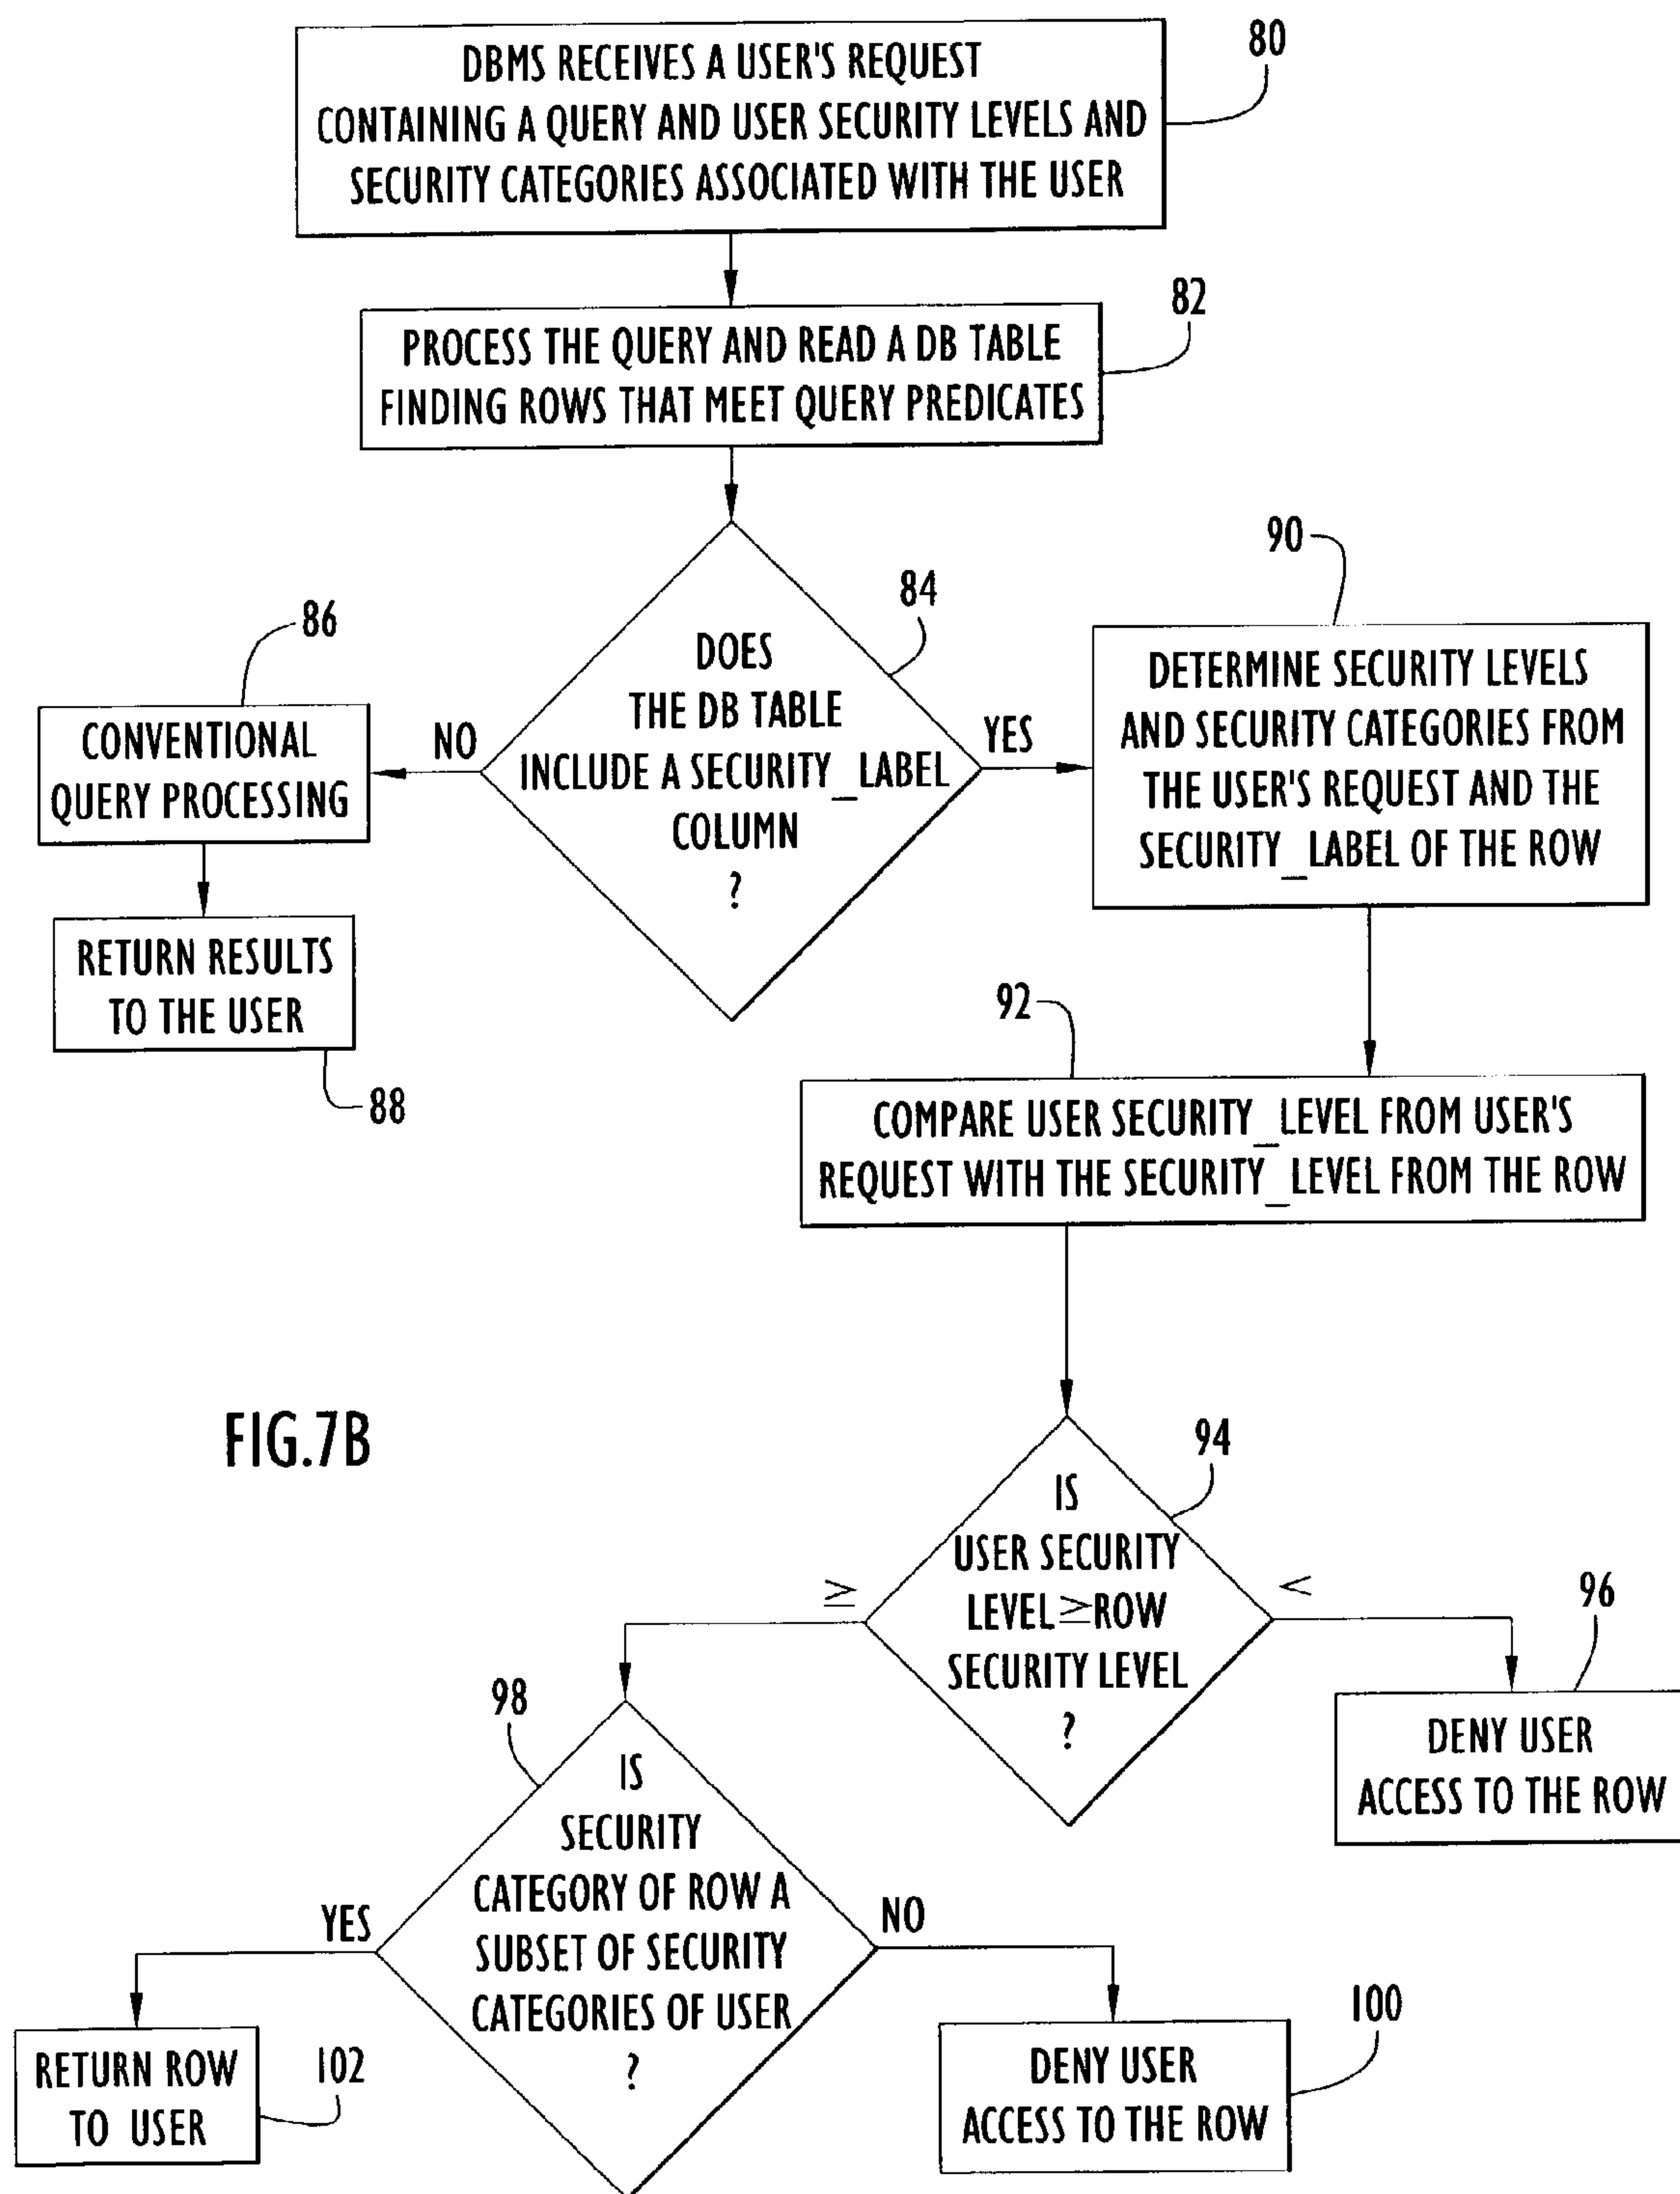 DBMS RECEIVES A USER'S REQUEST
CONTAINING A QUERY AND USER SECURITY LEVELS AND
SECURITY CATEGORIES ASSOCIATED WITH THE USER
80
PROCESS THE QUERY AND READ A DB TABLE
FINDING ROWS THAT MEET QUERY PREDICATES
82
DOES
THE DB TABLE
INCLUDE A SECURITY_LABEL
COLUMN
?
84
NO
YES
86
CONVENTIONAL
QUERY PROCESSING
RETURN RESULTS
TO THE USER
88
90
DETERMINE SECURITY LEVELS
AND SECURITY CATEGORIES FROM
THE USER'S REQUEST AND THE
SECURITY_LABEL OF THE ROW
92
COMPARE USER SECURITY_LEVEL FROM USER'S
REQUEST WITH THE SECURITY_LEVEL FROM THE ROW
FIG.7B
94
IS
USER SECURITY
LEVEL≥ROW
SECURITY LEVEL
?
≥
<
96
DENY USER
ACCESS TO THE ROW
98
IS
SECURITY
CATEGORY OF ROW A
SUBSET OF SECURITY
CATEGORIES OF USER
?
YES
NO
RETURN ROW
TO USER
102
DENY USER
ACCESS TO THE ROW
100